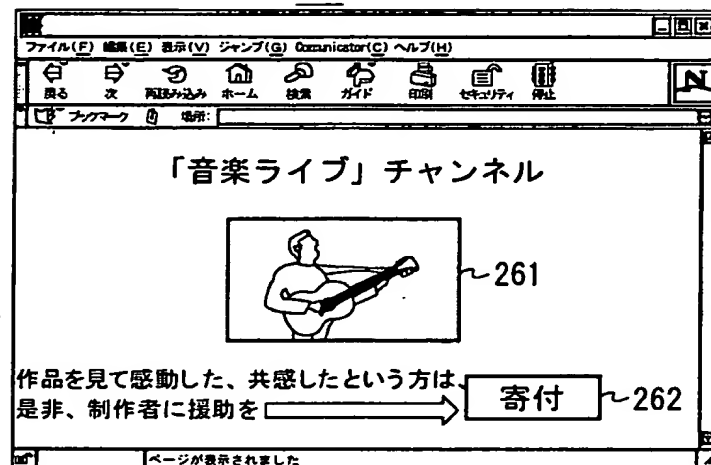 ファイル(F) 編集(E) 表示(V) ジャンプ(G) Communicator(C) ヘルプ(H)
戻る 次 再読み込み ホーム 検索 ガイド 印刷 セキュリティ 停止
N
ブックマーク 場所:
「音楽ライブ」チャンネル
261
作品を見て感動した、共感したという方は、
是非、制作者に援助を
寄付
262
ページが表示されました